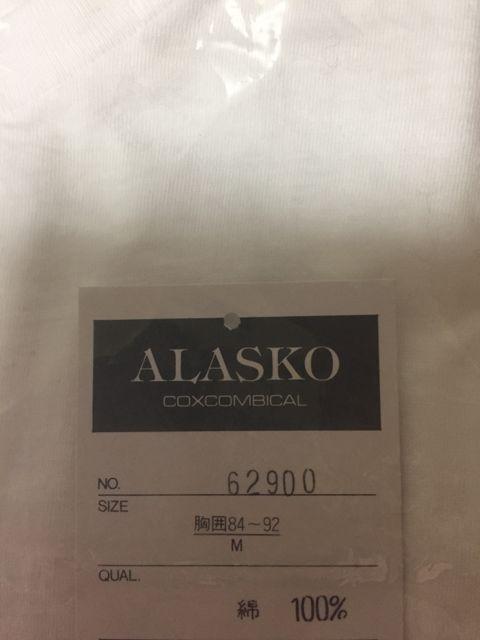 ALASKO
COXCOMBICAL
NO. 62900
SIZE
胸囲84～92
M
QUAL.
綿 100%